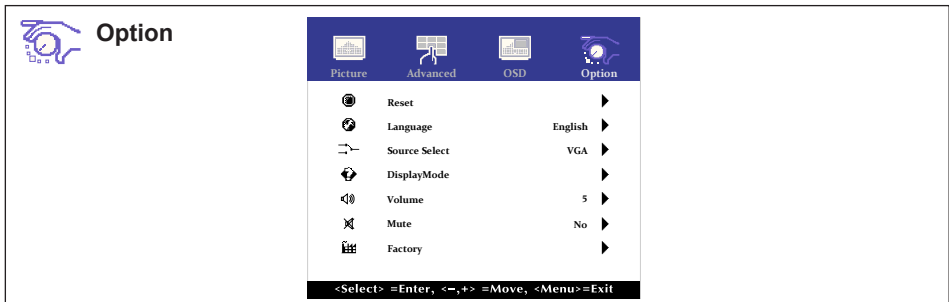 Option
Picture Advanced OSD Option
Reset
Language English
Source Select VGA
DisplayMode
Volume 5
Mute No
Factory
<Select> =Enter, <−,+> =Move, <Menu>=Exit